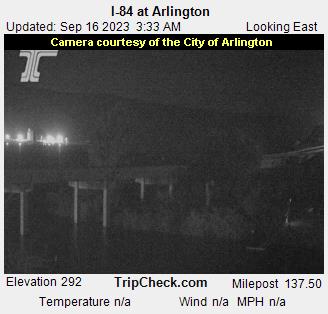 I-84 at Arlington
Updated: Sep 16 2023 3:33 AM Looking East
Camera courtesy of the City of Arlington
Elevation 292 TripCheck.com Milepost 137.50
Temperature n/a Wind n/a MPH n/a